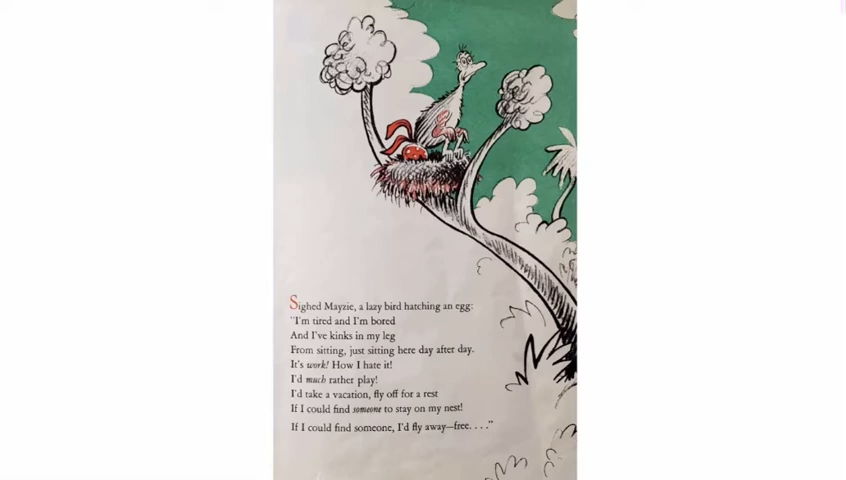 Sighed Mayzie, a lazy bird hatching an egg:
"I'm tired and I'm bored
And I've kinks in my leg
From sitting, just sitting here day after day.
It's work! How I hate it!
I'd much rather play!
I'd take a vacation, fly off for a rest
If I could find someone to stay on my nest!
If I could find someone, I'd fly away—free. . . ."